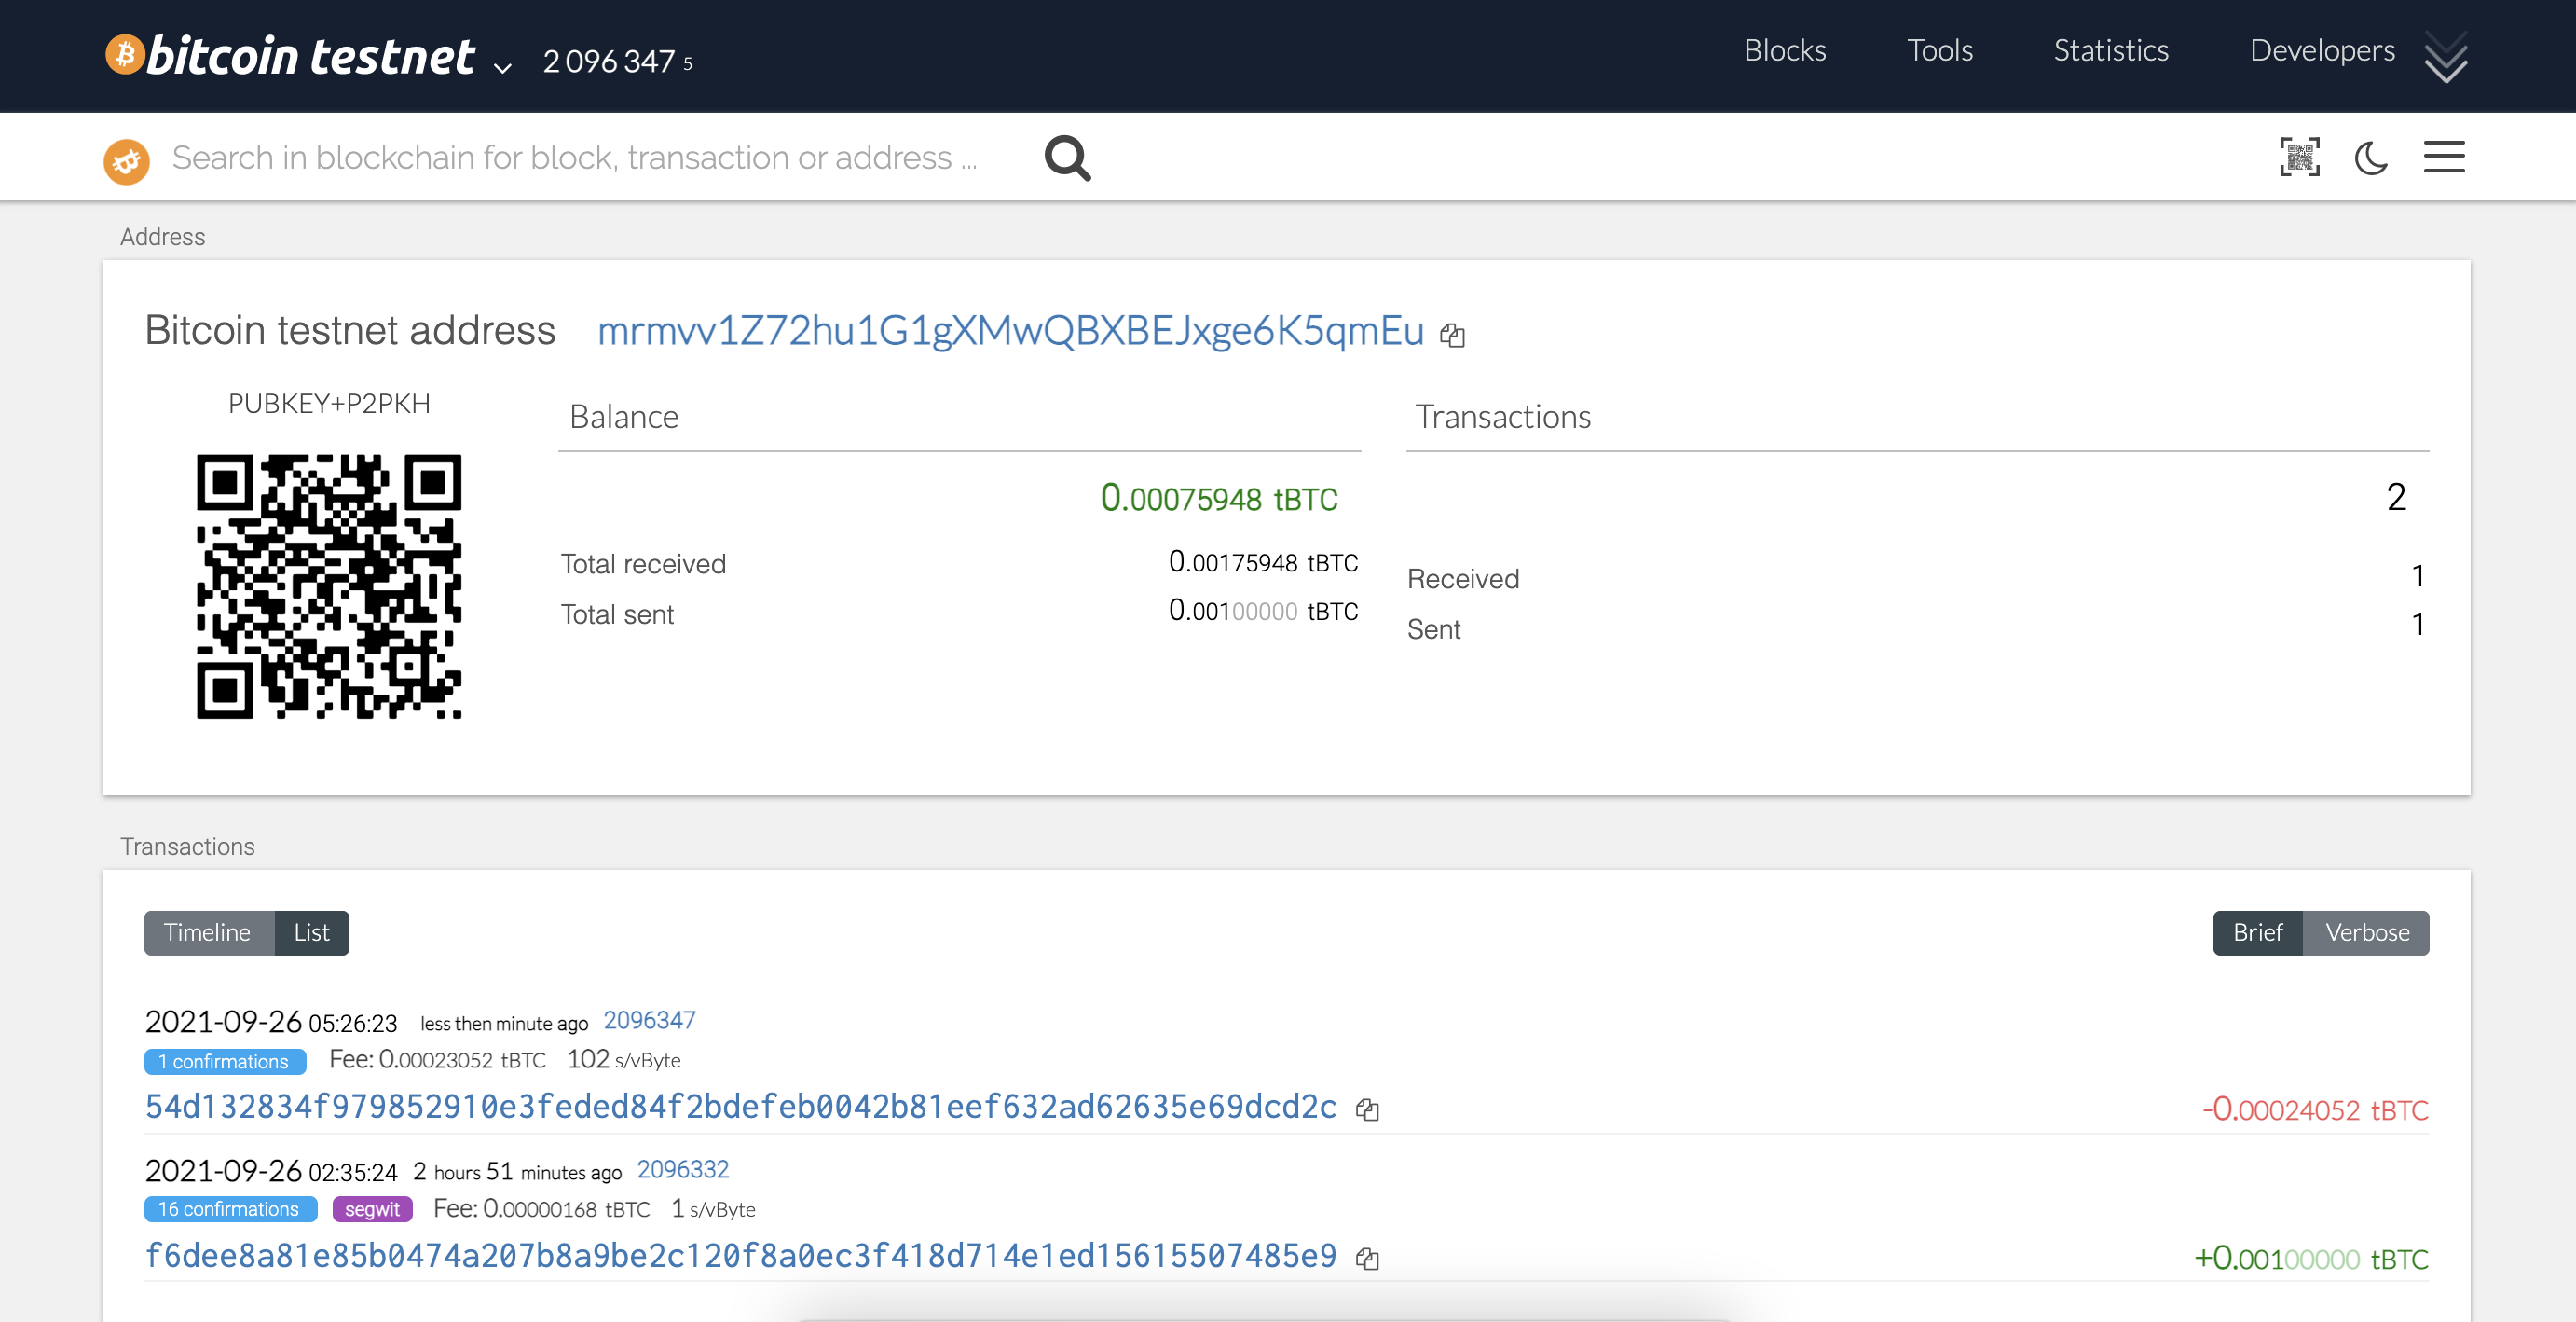 bitcoin testnet 2 096 347 5 Blocks Tools Statistics Developers
Search in blockchain for block, transaction or address ...
Address
Bitcoin testnet address mrmvv1Z72hu1G1gXMwQBXBEJxge6K5qmEu
PUBKEY+P2PKH
Balance
0.00075948 tBTC
Total received 0.00175948 tBTC
Total sent 0.00100000 tBTC
Transactions
2
Received 1
Sent 1
Transactions
Timeline List Brief Verbose
2021-09-26 05:26:23 less then minute ago 2096347
1 confirmations Fee: 0.00023052 tBTC 102 s/vByte
54d132834f979852910e3feded84f2bdefeb0042b81eef632ad62635e69dcd2c -0.00024052 tBTC
2021-09-26 02:35:24 2 hours 51 minutes ago 2096332
16 confirmations segwit Fee: 0.00000168 tBTC 1 s/vByte
f6dee8a81e85b0474a207b8a9be2c120f8a0ec3f418d714e1ed15615507485e9 +0.00100000 tBTC